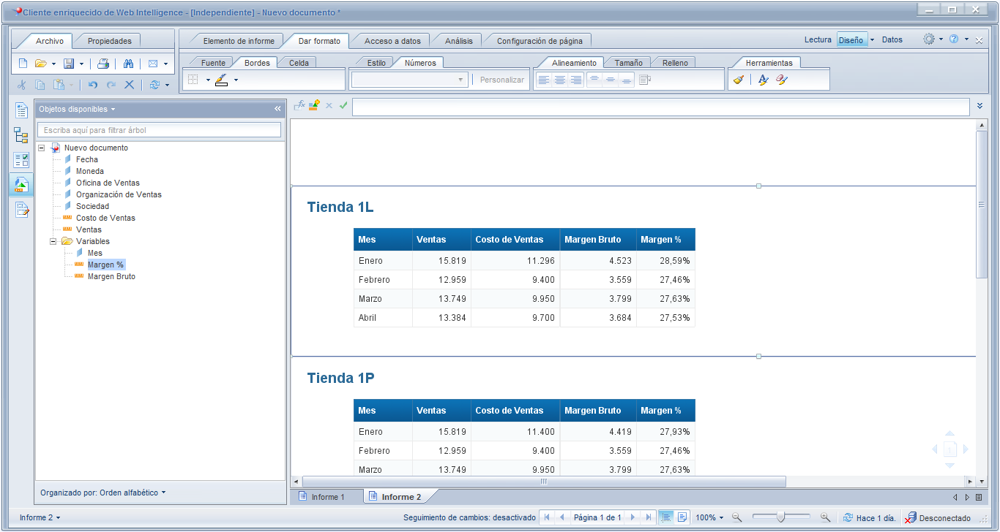 Cliente enriquecido de Web Intelligence - [Independiente] - Nuevo documento *
Archivo Propiedades
Elemento de informe Dar formato Acceso a datos Análisis Configuración de página
Lectura Diseño Datos
Fuente Bordes Celda
Estilo Números
Alineamiento Tamaño Relleno
Herramientas
Personalizar
Objetos disponibles
Escriba aquí para filtrar árbol
Nuevo documento
Fecha
Moneda
Oficina de Ventas
Organización de Ventas
Sociedad
Costo de Ventas
Ventas
Variables
Mes
Margen %
Margen Bruto
Organizado por: Orden alfabético
Tienda 1L
Mes Ventas Costo de Ventas Margen Bruto Margen %
Enero 15.819 11.296 4.523 28,59%
Febrero 12.959 9.400 3.559 27,46%
Marzo 13.749 9.950 3.799 27,63%
Abril 13.384 9.700 3.684 27,53%
Tienda 1P
Mes Ventas Costo de Ventas Margen Bruto Margen %
Enero 15.819 11.400 4.419 27,93%
Febrero 12.959 9.400 3.559 27,46%
Marzo 13.749 9.950 3.799 27,63%
Informe 1 Informe 2
Informe 2
Seguimiento de cambios: desactivado
Página 1 de 1
100%
Hace 1 día.
Desconectado